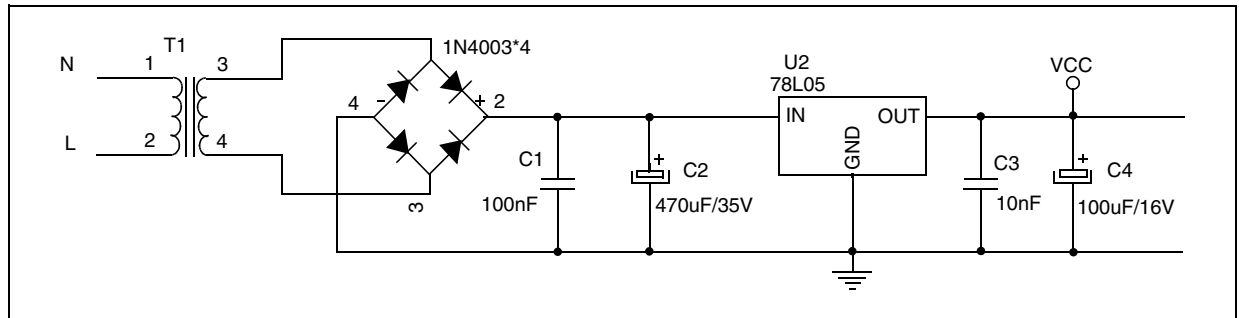 T1
1N4003*4
N
1
3
U2
78L05
VCC
4
-
+
2
IN
OUT
GND
L
2
4
C1
100nF
+
C2
470uF/35V
C3
10nF
+
C4
100uF/16V
3